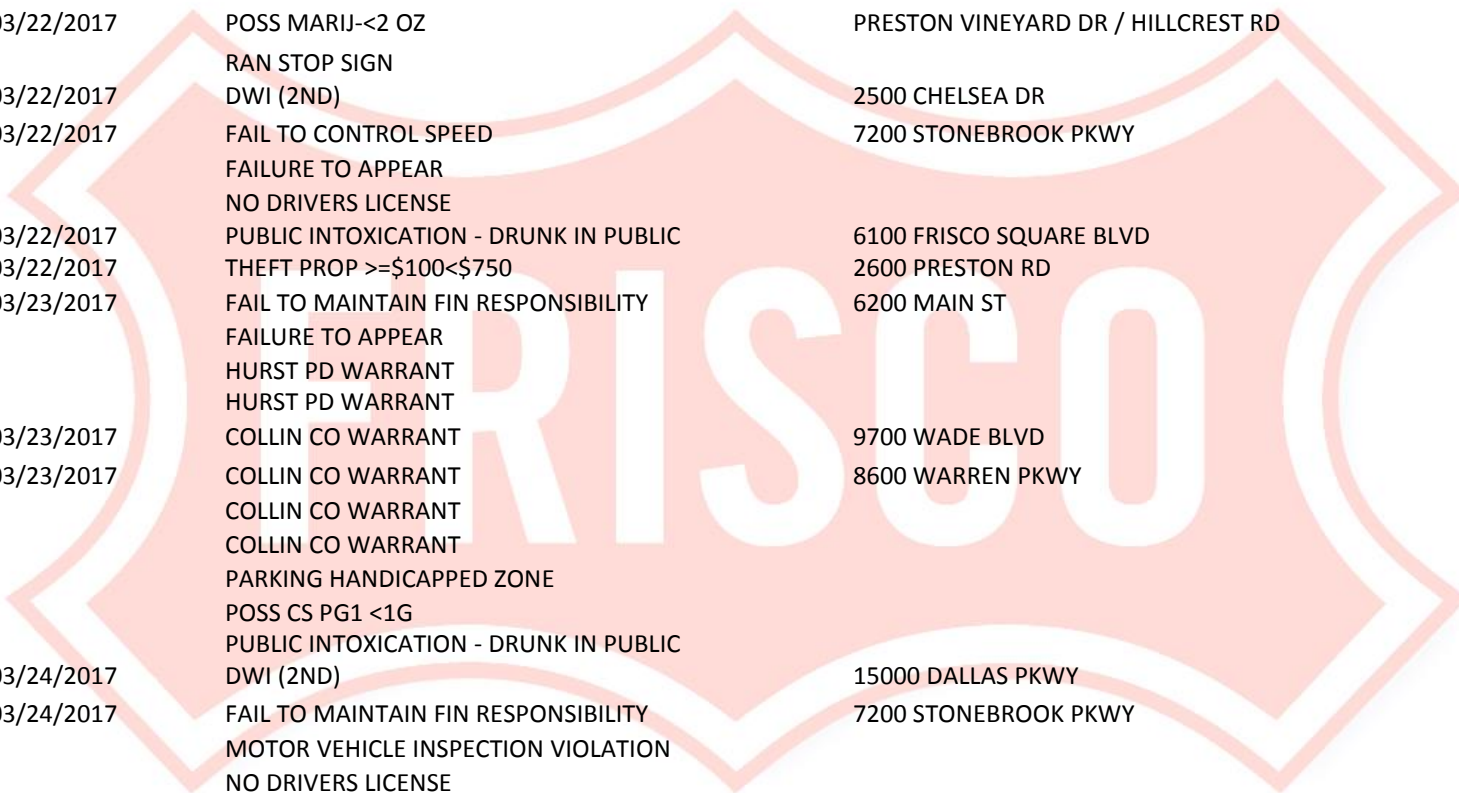 03/22/2017 POSS MARIJ-<2 OZ PRESTON VINEYARD DR / HILLCREST RD
RAN STOP SIGN
03/22/2017 DWI (2ND) 2500 CHELSEA DR
03/22/2017 FAIL TO CONTROL SPEED 7200 STONEBROOK PKWY
FAILURE TO APPEAR
NO DRIVERS LICENSE
03/22/2017 PUBLIC INTOXICATION - DRUNK IN PUBLIC 6100 FRISCO SQUARE BLVD
03/22/2017 THEFT PROP >=$100<$750 2600 PRESTON RD
03/23/2017 FAIL TO MAINTAIN FIN RESPONSIBILITY 6200 MAIN ST
FAILURE TO APPEAR
HURST PD WARRANT
HURST PD WARRANT
03/23/2017 COLLIN CO WARRANT 9700 WADE BLVD
03/23/2017 COLLIN CO WARRANT 8600 WARREN PKWY
COLLIN CO WARRANT
COLLIN CO WARRANT
PARKING HANDICAPPED ZONE
POSS CS PG1 <1G
PUBLIC INTOXICATION - DRUNK IN PUBLIC
03/24/2017 DWI (2ND) 15000 DALLAS PKWY
03/24/2017 FAIL TO MAINTAIN FIN RESPONSIBILITY 7200 STONEBROOK PKWY
MOTOR VEHICLE INSPECTION VIOLATION
NO DRIVERS LICENSE
FRISCO